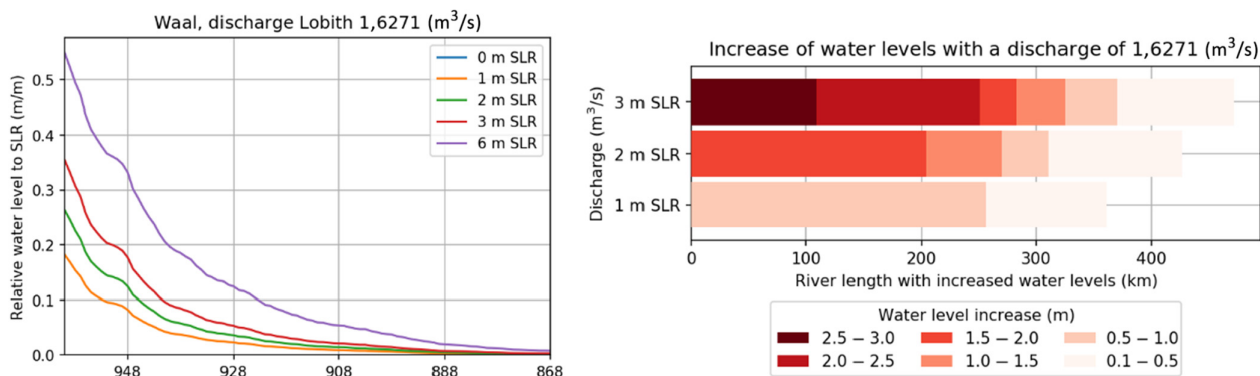 Waal, discharge Lobith 1,6271 (m³/s)
Relative water level to SLR (m/m)
0.5
0.4
0.3
0.2
0.1
0.0
948
928
908
888
868
0 m SLR
1 m SLR
2 m SLR
3 m SLR
6 m SLR
Increase of water levels with a discharge of 1,6271 (m³/s)
Discharge (m³/s)
3 m SLR
2 m SLR
1 m SLR
0
100
200
300
400
River length with increased water levels (km)
Water level increase (m)
2.5 − 3.0
2.0 − 2.5
1.5 − 2.0
1.0 − 1.5
0.5 − 1.0
0.1 − 0.5